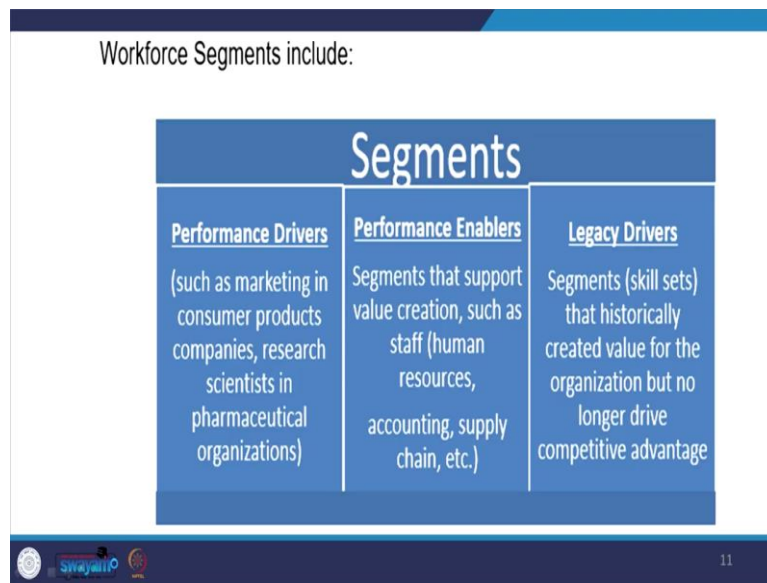 Workforce Segments include:
Segments
Performance Drivers
(such as marketing in
consumer products
companies, research
scientists in
pharmaceutical
organizations)
Performance Enablers
Segments that support
value creation, such as
staff (human
resources,
accounting, supply
chain, etc.)
Legacy Drivers
Segments (skill sets)
that historically
created value for the
organization but no
longer drive
competitive advantage
swayam
11